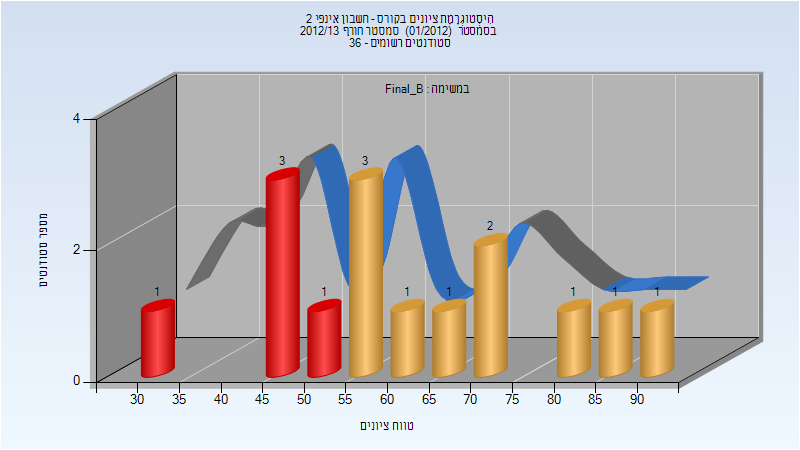 היסטוגרמת ציונים בקורס - חשבון אינפי 2
בסמסטר (01/2012) סמסטר חורף 2012/13
סטודנטים רשומים - 36
במשימה : Final_B
מספר סטודנטים
4
2
0
1
3
1
3
1
1
2
1
1
1
30 35 40 45 50 55 60 65 70 75 80 85 90
טווח ציונים